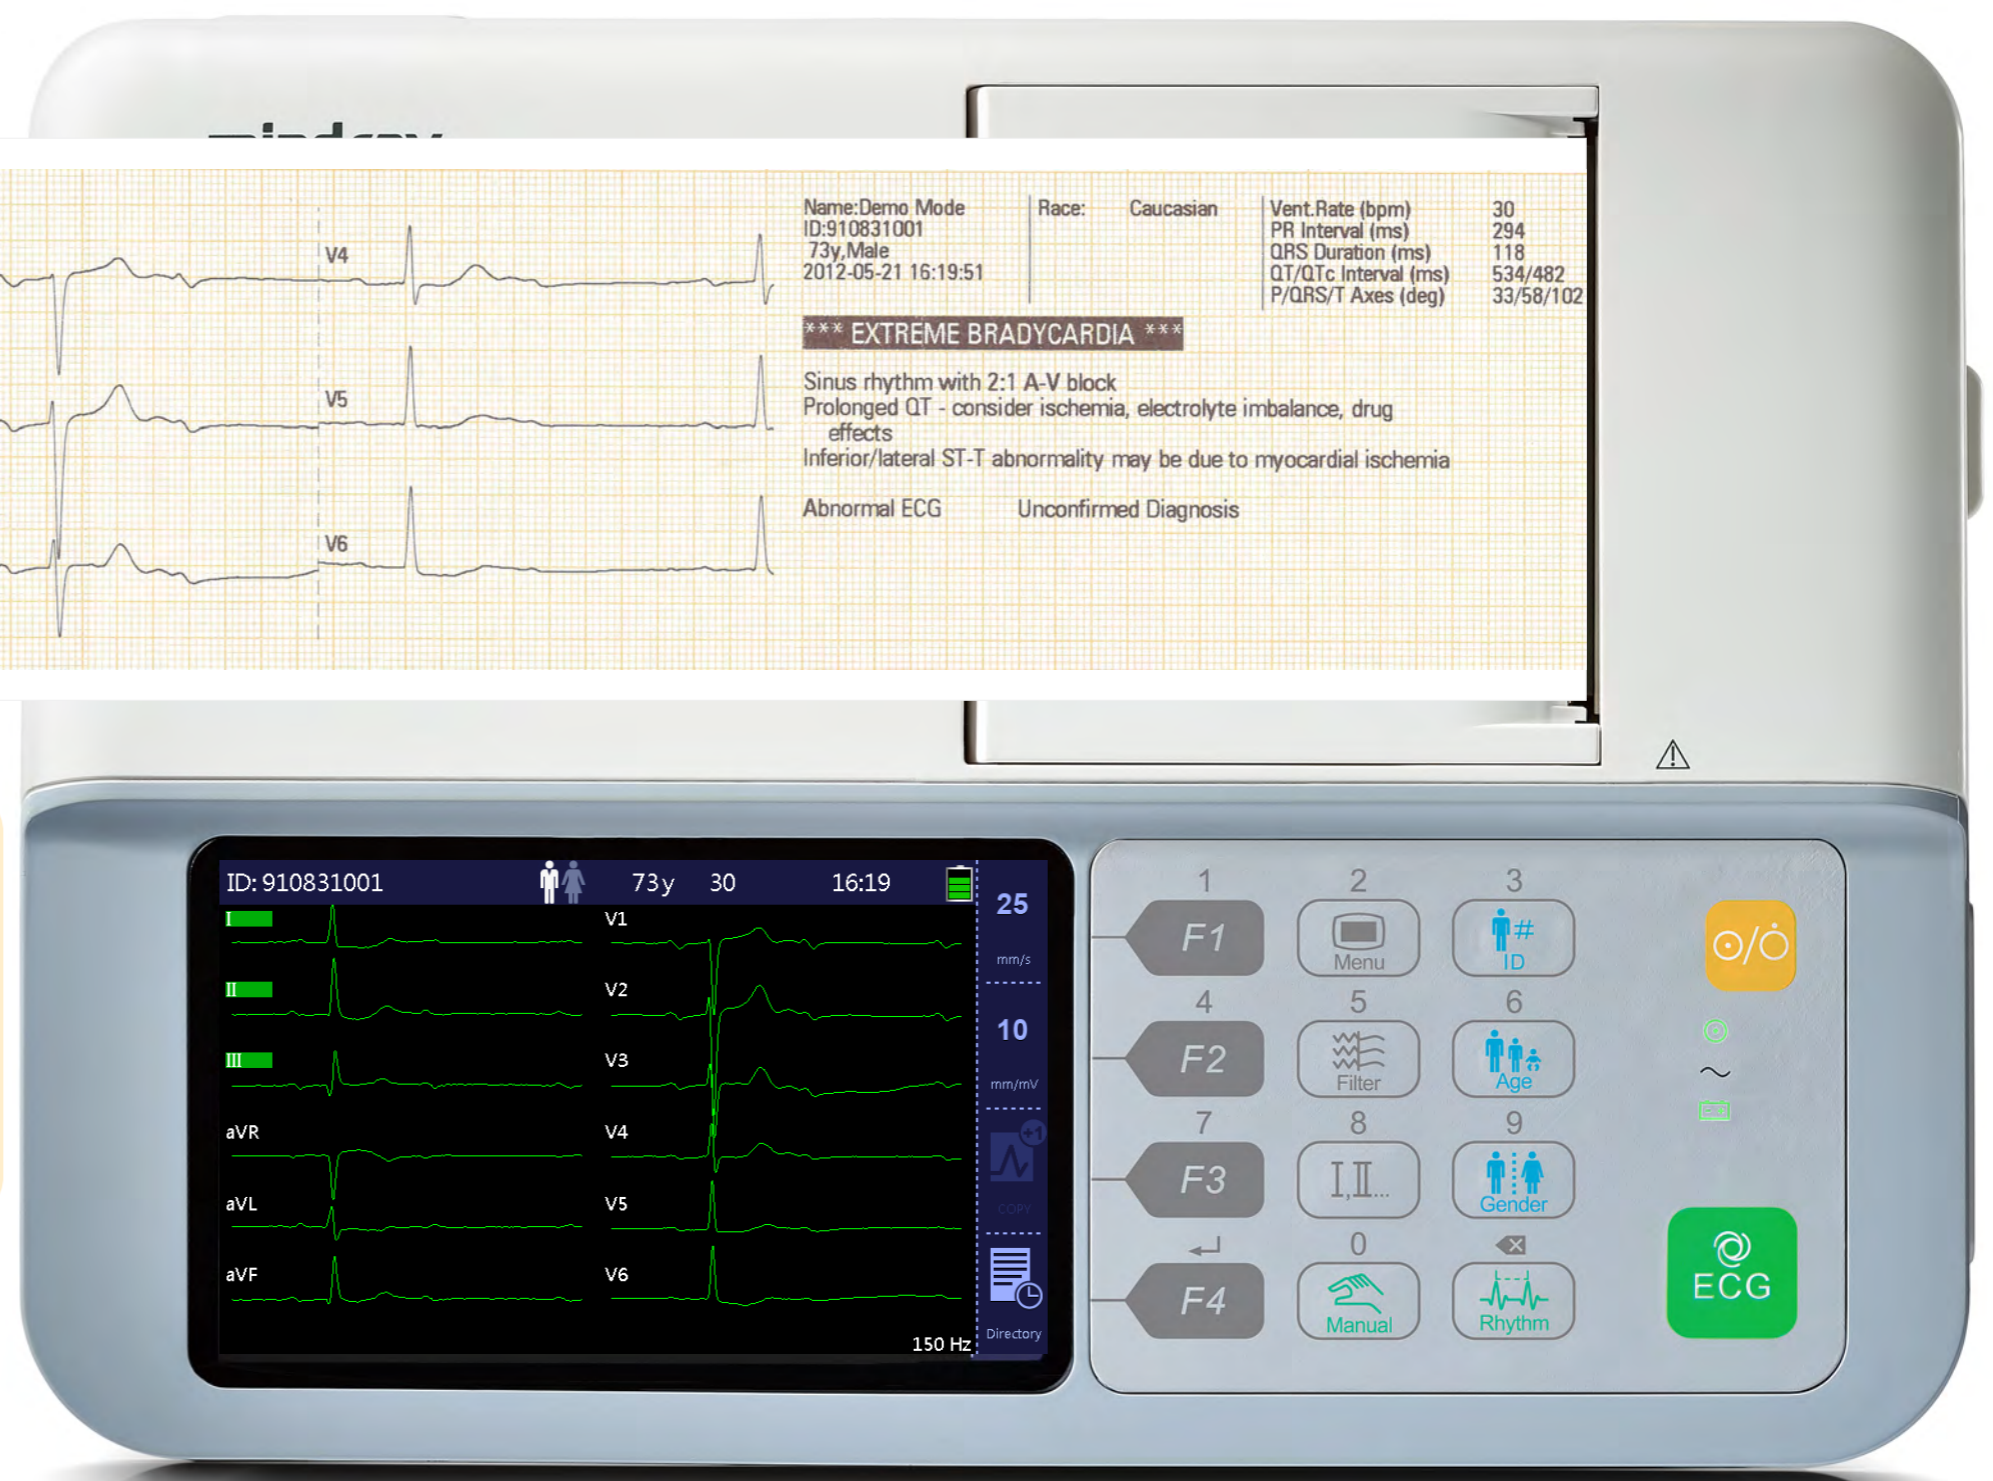 V4
V5
V6
Name:Demo Mode
ID:910831001
73y,Male
2012-05-21 16:19:51
Race: Caucasian
Vent.Rate (bpm) 30
PR Interval (ms) 294
QRS Duration (ms) 118
QT/QTc Interval (ms) 534/482
P/QRS/T Axes (deg) 33/58/102
*** EXTREME BRADYCARDIA ***
Sinus rhythm with 2:1 A-V block
Prolonged QT - consider ischemia, electrolyte imbalance, drug
effects
Inferior/lateral ST-T abnormality may be due to myocardial ischemia
Abnormal ECG Unconfirmed Diagnosis
ID: 910831001 73y 30 16:19
I
II
III
aVR
aVL
aVF
V1
V2
V3
V4
V5
V6
150 Hz
25
mm/s
10
mm/mV
+1
COPY
Directory
1 2 3
F1 Menu # ID
4 5 6
F2 Filter Age
7 8 9
F3 I,II... Gender
0
F4 Manual Rhythm
ECG